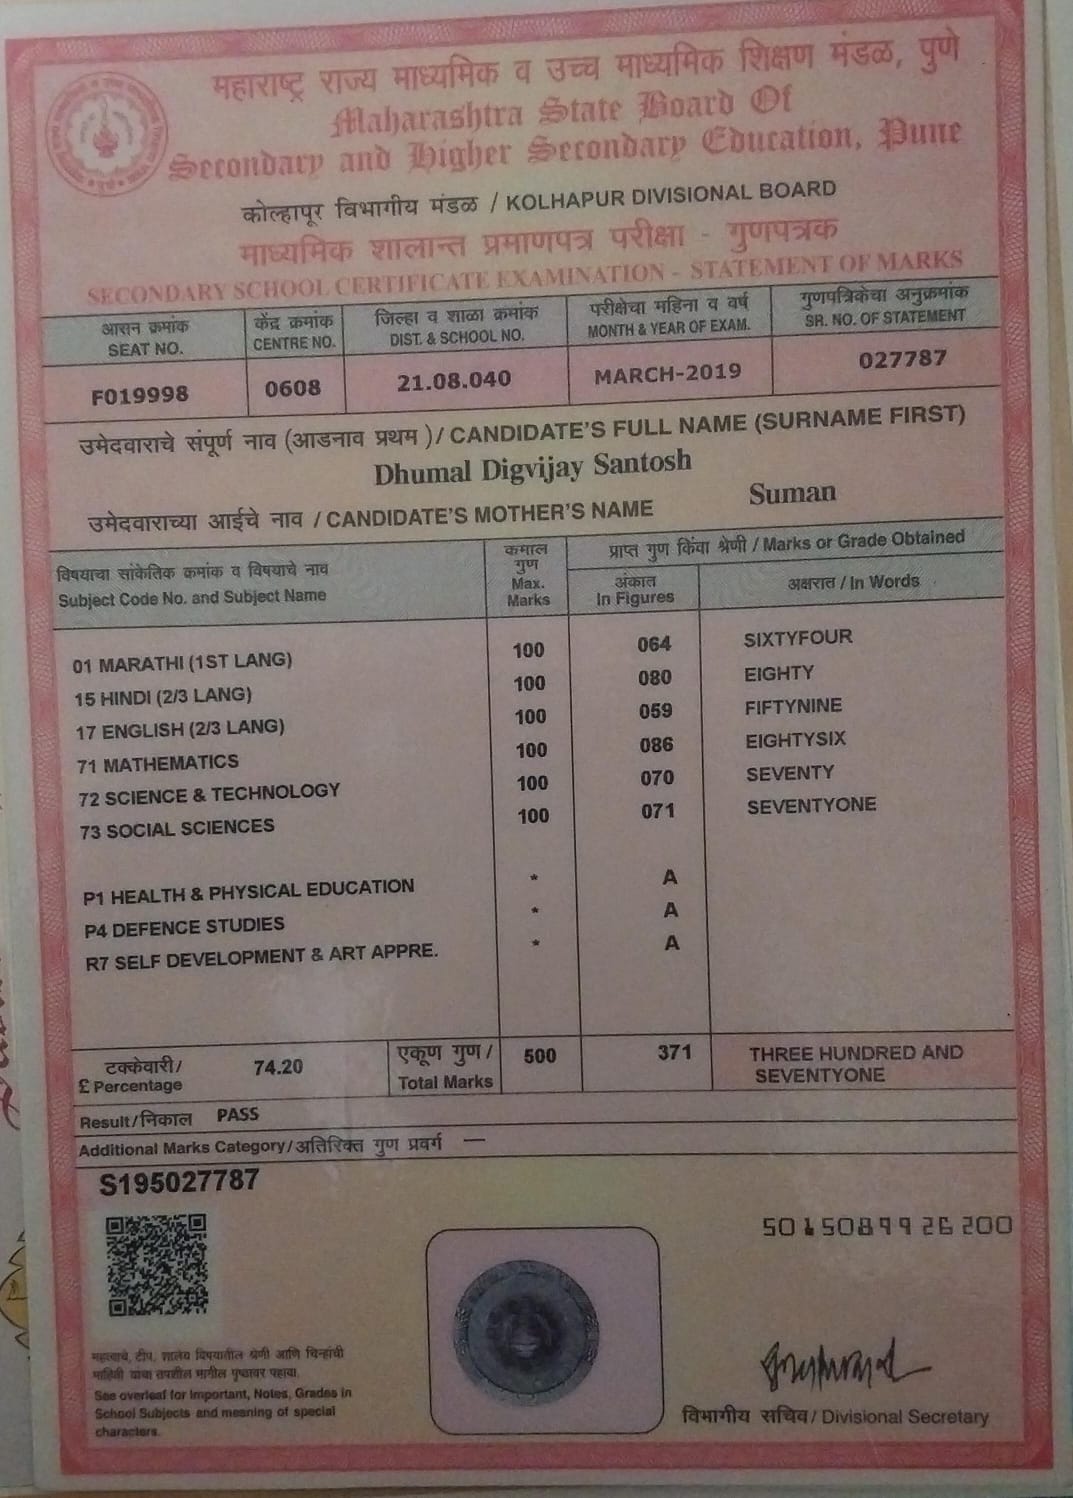 महाराष्ट्र राज्य माध्यमिक व उच्च माध्यमिक शिक्षण मंडळ, पुणे
Maharashtra State Board Of
Secondary and Higher Secondary Education, Pune
कोल्हापूर विभागीय मंडळ / KOLHAPUR DIVISIONAL BOARD
माध्यमिक शालान्त प्रमाणपत्र परीक्षा - गुणपत्रक
SECONDARY SCHOOL CERTIFICATE EXAMINATION - STATEMENT OF MARKS
आसन क्रमांक केंद्र क्रमांक जिल्हा व शाळा क्रमांक परीक्षेचा महिना व वर्ष गुणपत्रिकेचा अनुक्रमांक
SEAT NO. CENTRE NO. DIST. & SCHOOL NO. MONTH & YEAR OF EXAM. SR. NO. OF STATEMENT
F019998 0608 21.08.040 MARCH-2019 027787
उमेदवाराचे संपूर्ण नाव (आडनाव प्रथम )/ CANDIDATE'S FULL NAME (SURNAME FIRST)
Dhumal Digvijay Santosh
उमेदवाराच्या आईचे नाव / CANDIDATE'S MOTHER'S NAME Suman
विषयाचा सांकेतिक क्रमांक व विषयाचे नाव
Subject Code No. and Subject Name
कमाल
गुण
Max.
Marks
प्राप्त गुण किंवा श्रेणी / Marks or Grade Obtained
अंकात
In Figures
अक्षरात / In Words
01 MARATHI (1ST LANG) 100 064 SIXTYFOUR
15 HINDI (2/3 LANG) 100 080 EIGHTY
17 ENGLISH (2/3 LANG) 100 059 FIFTYNINE
71 MATHEMATICS 100 086 EIGHTYSIX
72 SCIENCE & TECHNOLOGY 100 070 SEVENTY
73 SOCIAL SCIENCES 100 071 SEVENTYONE
P1 HEALTH & PHYSICAL EDUCATION * A
P4 DEFENCE STUDIES * A
R7 SELF DEVELOPMENT & ART APPRE. * A
टक्केवारी/
£ Percentage
74.20
एकूण गुण /
Total Marks
500 371 THREE HUNDRED AND
SEVENTYONE
Result/निकाल PASS
Additional Marks Category/अतिरिक्त गुण प्रवर्ग —
S195027787
महत्वाचे, टीप, शालेय विषयातील श्रेणी आणि चिन्हांची
माहिती यांचा तपशील मागील पृष्ठावर पहावा.
See overleaf for Important, Notes, Grades in
School Subjects and meaning of special
characters.
विभागीय सचिव/ Divisional Secretary